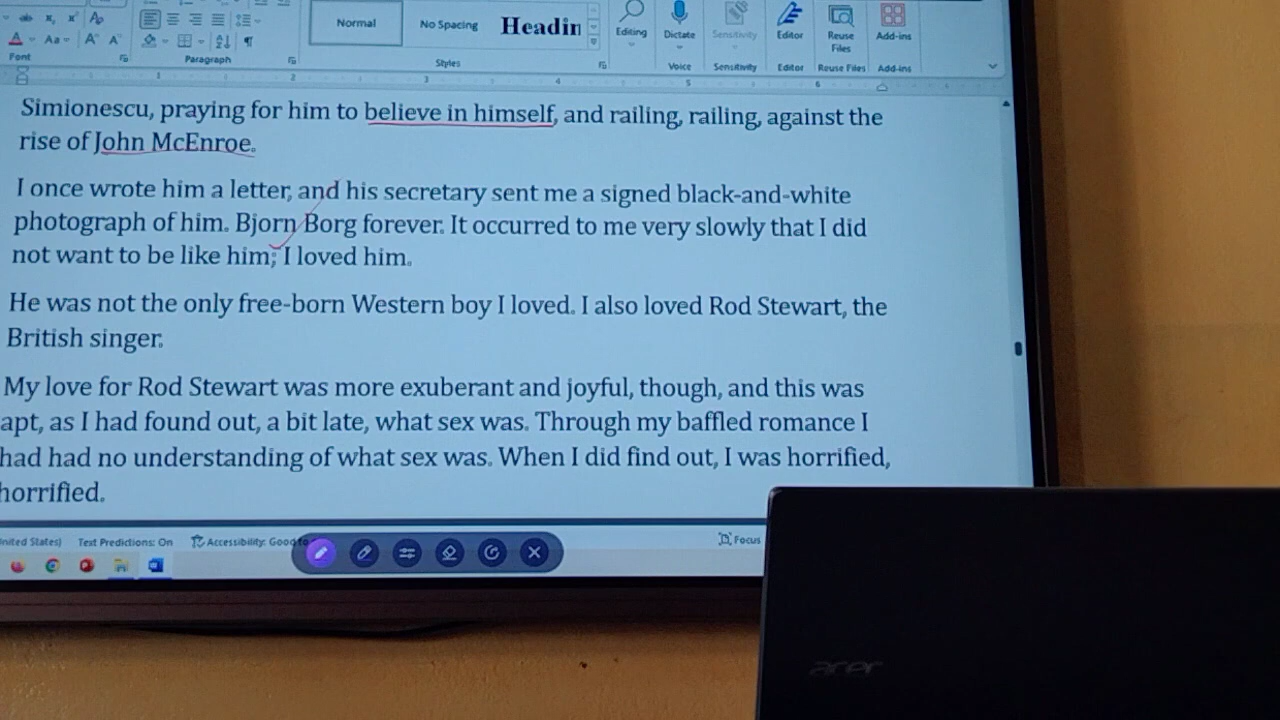 Normal
No Spacing
Headin
Editing
Dictate
Sensitivity
Editor
Reuse
Files
Add-ins
Font
Paragraph
Styles
Voice
Sensitivity
Editor
Reuse Files
Add-ins
Simionescu, praying for him to believe in himself, and railing, railing, against the
rise of John McEnroe.
I once wrote him a letter, and his secretary sent me a signed black-and-white
photograph of him. Bjorn Borg forever. It occurred to me very slowly that I did
not want to be like him; I loved him.
He was not the only free-born Western boy I loved. I also loved Rod Stewart, the
British singer.
My love for Rod Stewart was more exuberant and joyful, though, and this was
apt, as I had found out, a bit late, what sex was. Through my baffled romance I
had had no understanding of what sex was. When I did find out, I was horrified,
horrified.
United States)
Text Predictions: On
Accessibility: Good to
Focus
acer